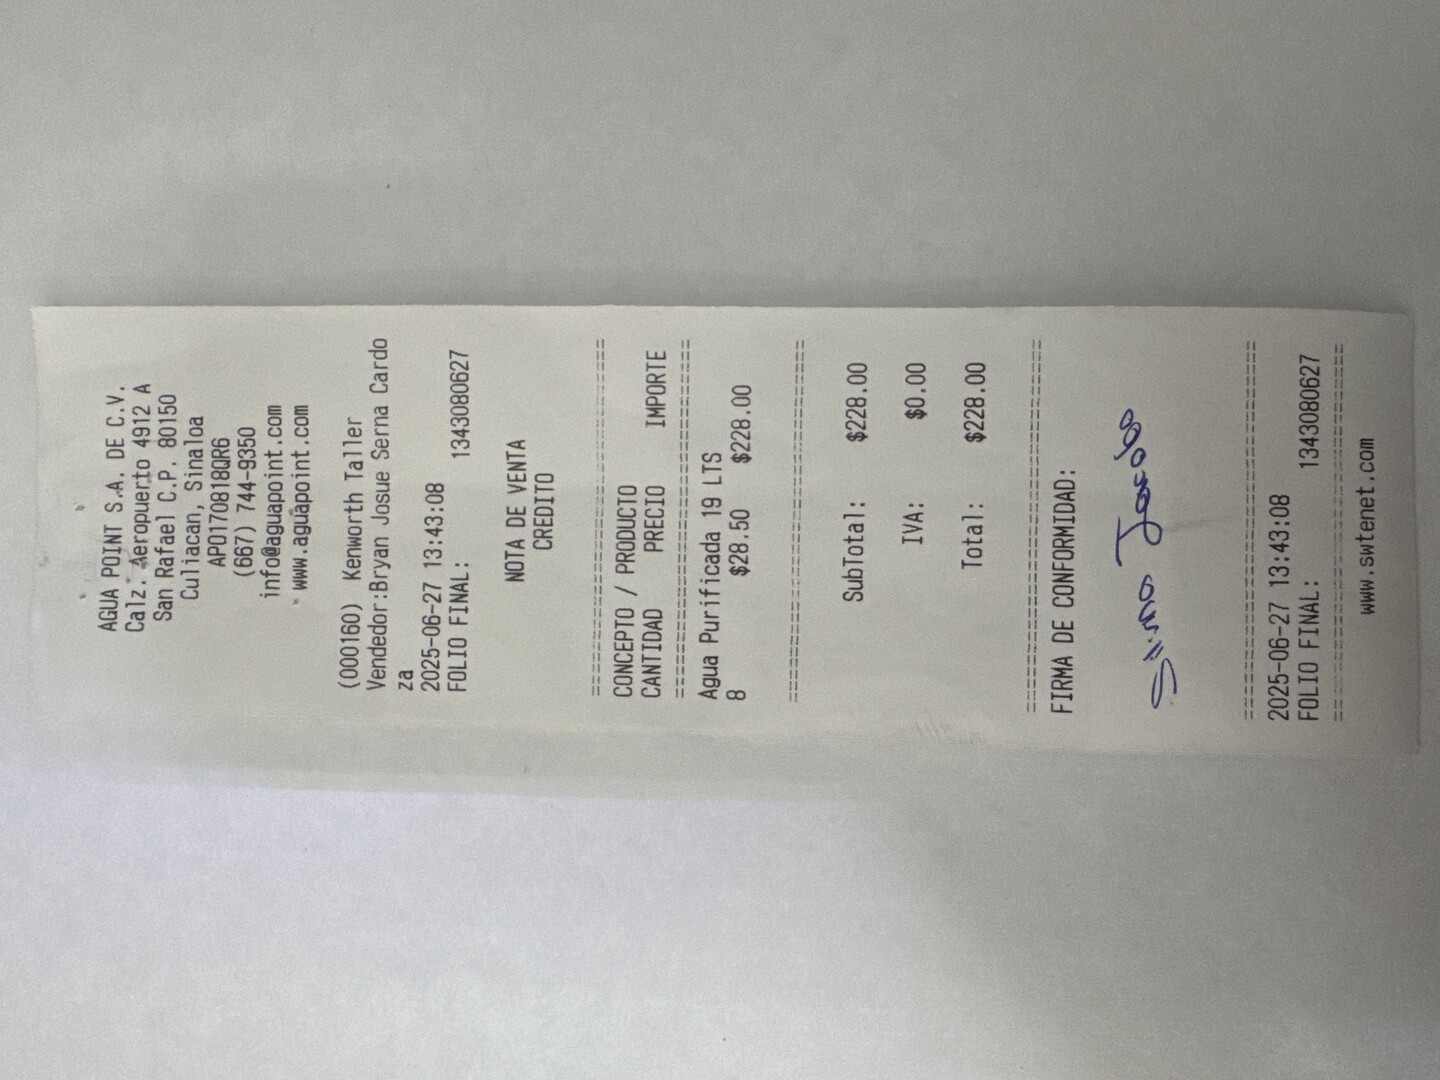 AGUA POINT S.A. DE C.V.
Calz. Aeropuerto 4912 A
San Rafael C.P. 80150
Culiacan, Sinaloa
APO170818QR6
(667) 744-9350
info@aguapoint.com
www.aguapoint.com
(000160) Kenworth Taller
Vendedor:Bryan Josue Serna Cardo
za
2025-06-27 13:43:08
FOLIO FINAL: 1343080627
NOTA DE VENTA
CREDITO
================================
CONCEPTO / PRODUCTO
CANTIDAD PRECIO IMPORTE
================================
Agua Purificada 19 LTS
8 $28.50 $228.00
================================
SubTotal: $228.00
IVA: $0.00
Total: $228.00
================================
FIRMA DE CONFORMIDAD:
================================
2025-06-27 13:43:08
FOLIO FINAL: 1343080627
================================
www.swtenet.com